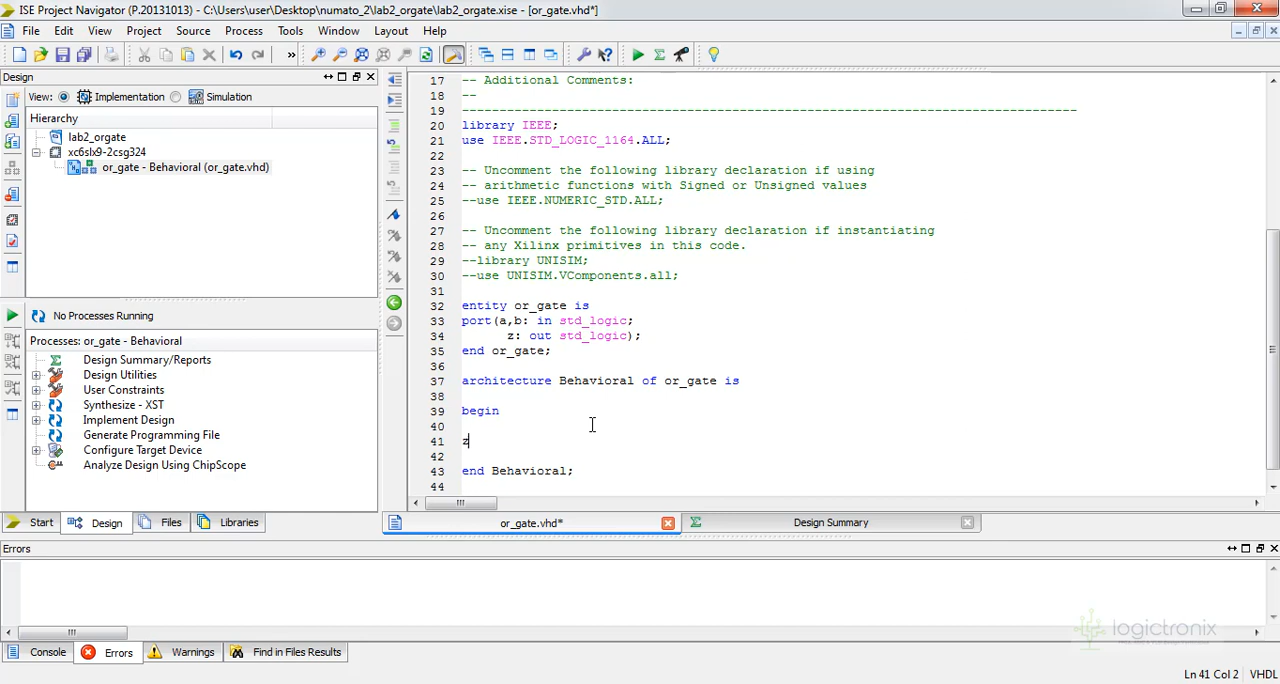 ISE Project Navigator (P.20131013) - C:\Users\user\Desktop\numato_2\lab2_orgate\lab2_orgate.xise - [or_gate.vhd*]
File Edit View Project Source Process Tools Window Layout Help
Design
View: Implementation Simulation
Hierarchy
lab2_orgate
xc6slx9-2csg324
or_gate - Behavioral (or_gate.vhd)
No Processes Running
Processes: or_gate - Behavioral
Design Summary/Reports
Design Utilities
User Constraints
Synthesize - XST
Implement Design
Generate Programming File
Configure Target Device
Analyze Design Using ChipScope
Start Design Files Libraries
17 -- Additional Comments:
18 --
19 ----------------------------------------------------------------------------------
20 library IEEE;
21 use IEEE.STD_LOGIC_1164.ALL;
22
23 -- Uncomment the following library declaration if using
24 -- arithmetic functions with Signed or Unsigned values
25 --use IEEE.NUMERIC_STD.ALL;
26
27 -- Uncomment the following library declaration if instantiating
28 -- any Xilinx primitives in this code.
29 --library UNISIM;
30 --use UNISIM.VComponents.all;
31
32 entity or_gate is
33 port(a,b: in std_logic;
34 z: out std_logic);
35 end or_gate;
36
37 architecture Behavioral of or_gate is
38
39 begin
40
41 z
42
43 end Behavioral;
44
or_gate.vhd* Design Summary
Errors
logictronix
Console Errors Warnings Find in Files Results
Ln 41 Col 2 VHDL